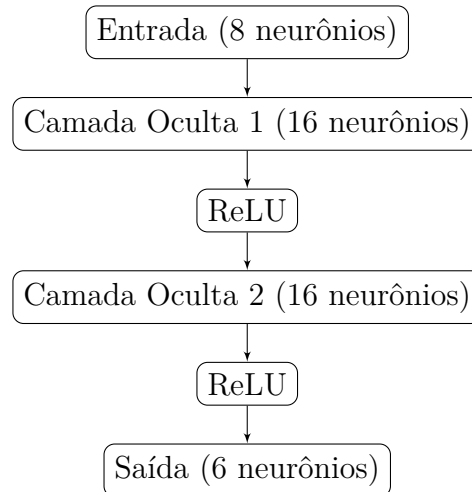 Entrada (8 neurônios)
Camada Oculta 1 (16 neurônios)
ReLU
Camada Oculta 2 (16 neurônios)
ReLU
Saída (6 neurônios)